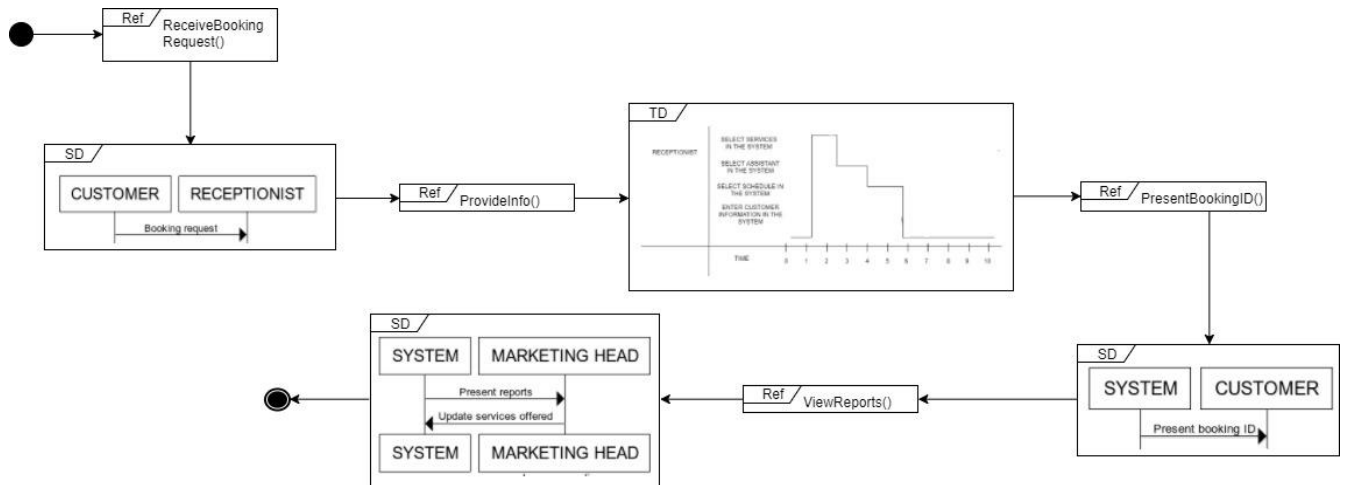 Ref
ReceiveBooking
Request()
SD
CUSTOMER
RECEPTIONIST
Booking request
Ref
ProvideInfo()
TD
RECEPTIONIST
SELECT SERVICES
IN THE SYSTEM
SELECT ASSISTANT
IN THE SYSTEM
SELECT SCHEDULE IN
THE SYSTEM
ENTER CUSTOMER
INFORMATION IN THE
SYSTEM
TIME
0 1 2 3 4 5 6 7 8 9 10
Ref
PresentBookingID()
SD
SYSTEM
CUSTOMER
Present booking ID
Ref
ViewReports()
SD
SYSTEM
MARKETING HEAD
Present reports
Update services offered
SYSTEM
MARKETING HEAD